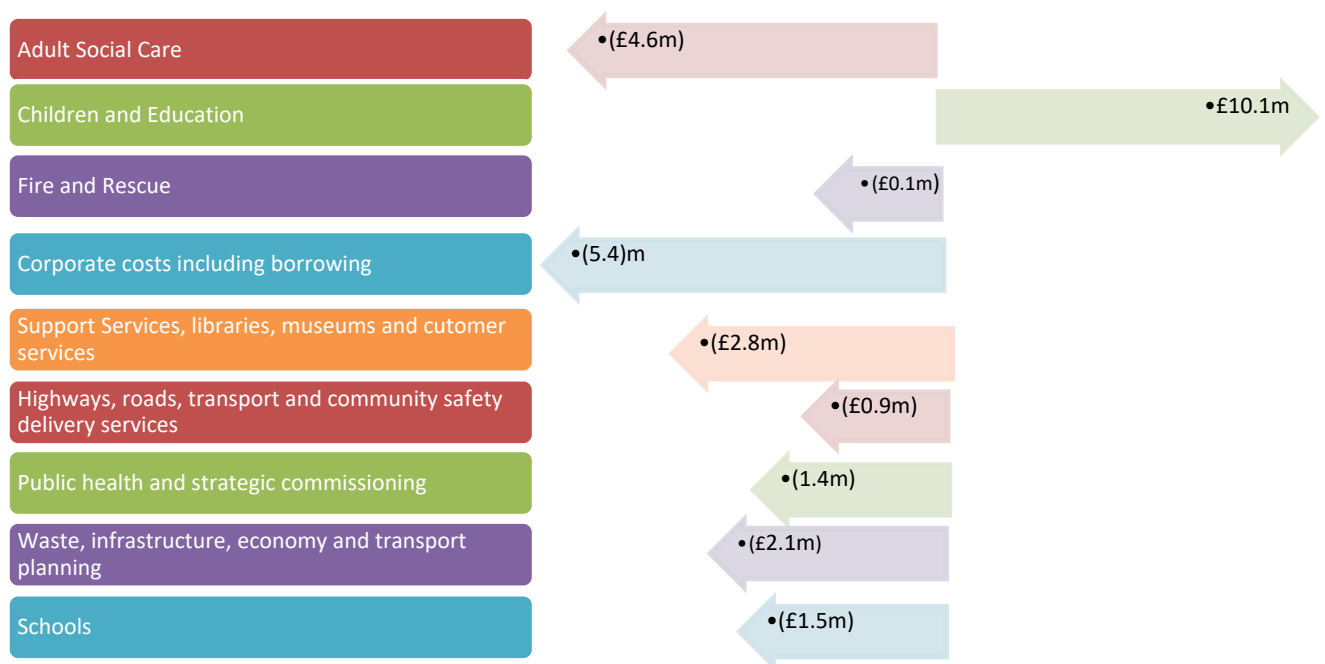 Adult Social Care
•(£4.6m)
Children and Education
•£10.1m
Fire and Rescue
•(£0.1m)
Corporate costs including borrowing
•(5.4)m
Support Services, libraries, museums and cutomer
services
•(£2.8m)
Highways, roads, transport and community safety
delivery services
•(£0.9m)
Public health and strategic commissioning
•(1.4m)
Waste, infrastructure, economy and transport
planning
•(£2.1m)
Schools
•(£1.5m)